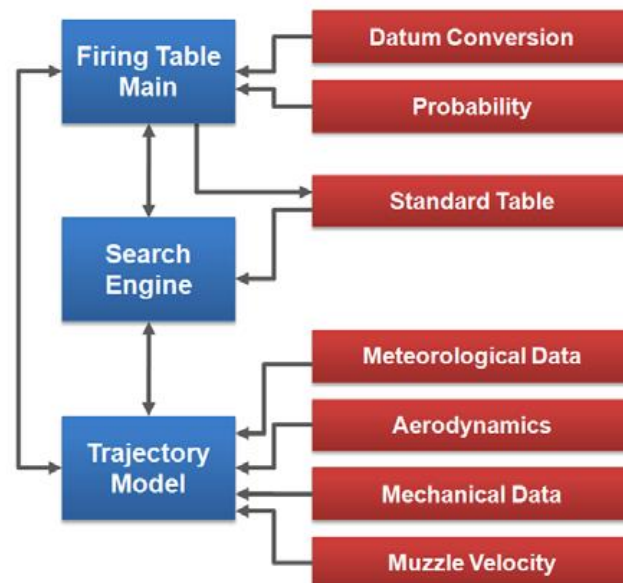 Firing Table
Main
Datum Conversion
Probability
Standard Table
Search
Engine
Meteorological Data
Aerodynamics
Trajectory
Model
Mechanical Data
Muzzle Velocity